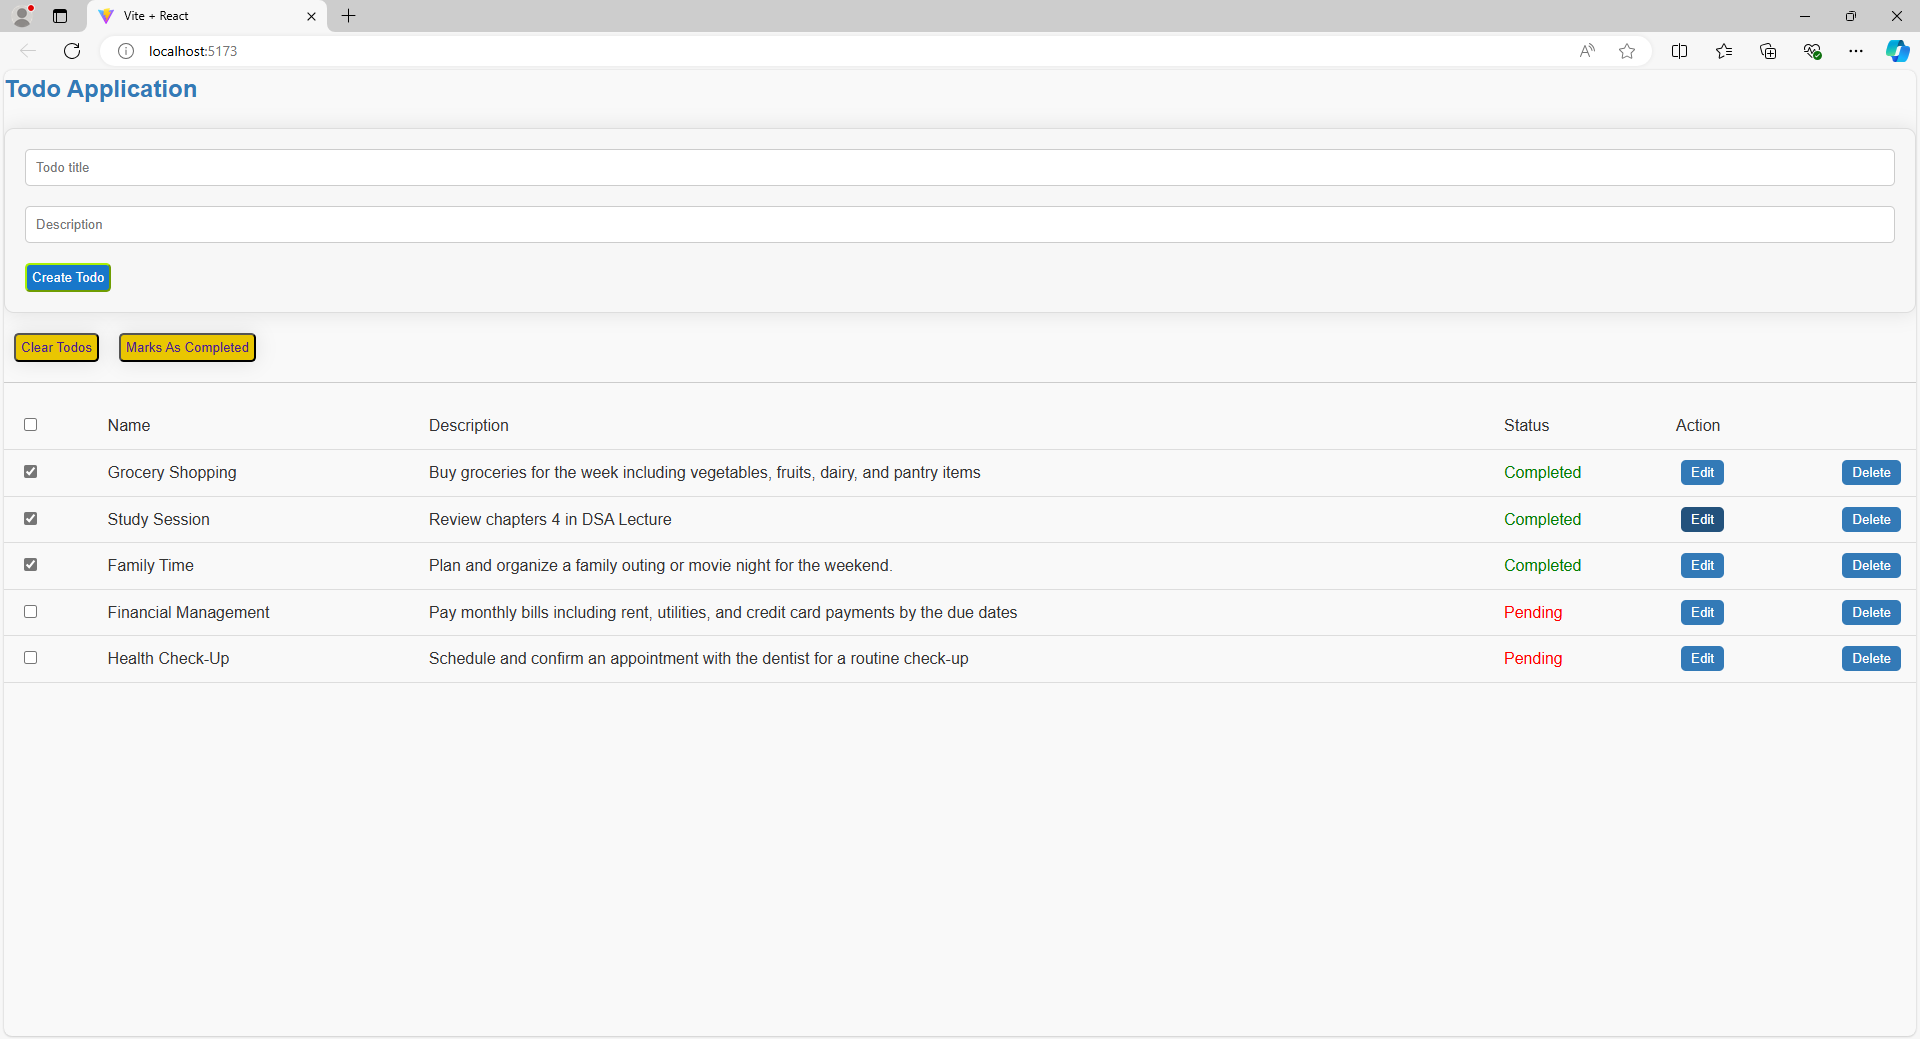 Vite + React
localhost:5173
Todo Application
Todo title
Description
Create Todo
Clear Todos Marks As Completed
Name Description Status Action
Grocery Shopping Buy groceries for the week including vegetables, fruits, dairy, and pantry items Completed Edit Delete
Study Session Review chapters 4 in DSA Lecture Completed Edit Delete
Family Time Plan and organize a family outing or movie night for the weekend. Completed Edit Delete
Financial Management Pay monthly bills including rent, utilities, and credit card payments by the due dates Pending Edit Delete
Health Check-Up Schedule and confirm an appointment with the dentist for a routine check-up Pending Edit Delete